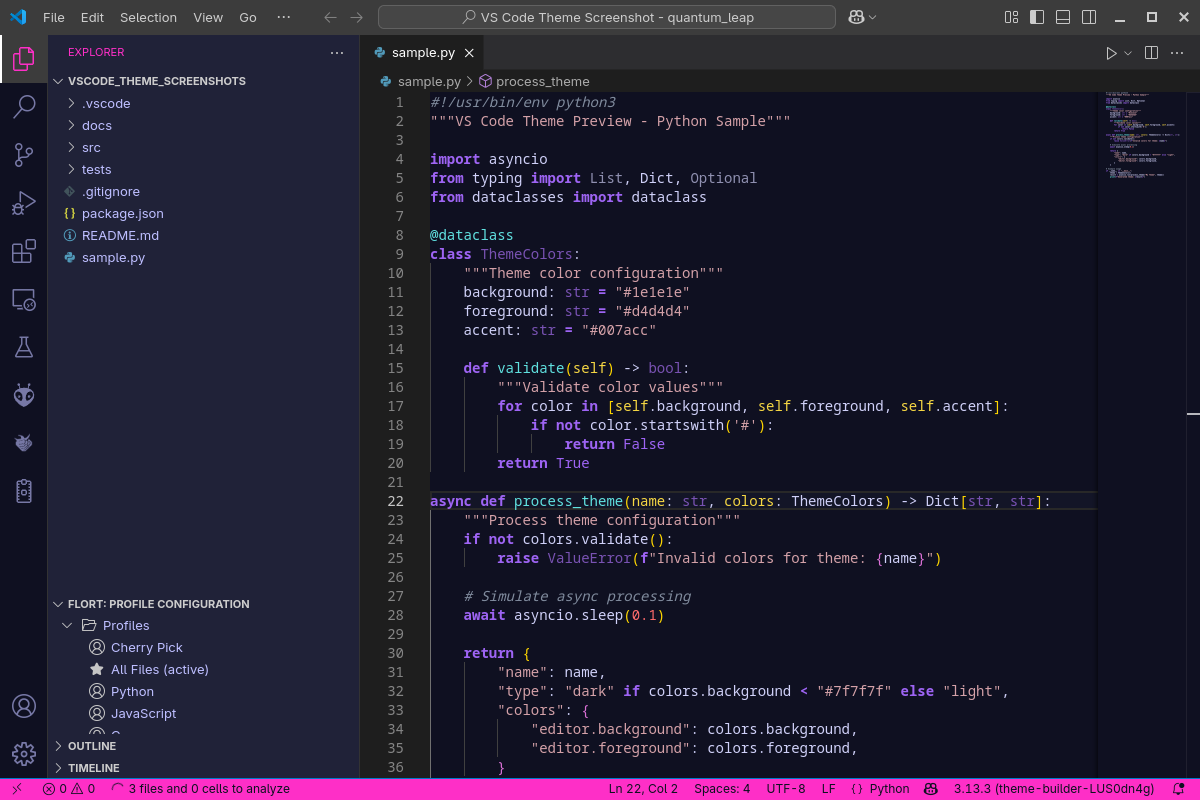 File Edit Selection View Go ··· VS Code Theme Screenshot - quantum_leap
EXPLORER
VSCODE_THEME_SCREENSHOTS
.vscode
docs
src
tests
.gitignore
package.json
README.md
sample.py
FLORT: PROFILE CONFIGURATION
Profiles
Cherry Pick
All Files (active)
Python
JavaScript
OUTLINE
TIMELINE
sample.py
sample.py > process_theme
1 #!/usr/bin/env python3
2 """VS Code Theme Preview - Python Sample"""
3
4 import asyncio
5 from typing import List, Dict, Optional
6 from dataclasses import dataclass
7
8 @dataclass
9 class ThemeColors:
10 """Theme color configuration"""
11 background: str = "#1e1e1e"
12 foreground: str = "#d4d4d4"
13 accent: str = "#007acc"
14
15 def validate(self) -> bool:
16 """Validate color values"""
17 for color in [self.background, self.foreground, self.accent]:
18 if not color.startswith('#'):
19 return False
20 return True
21
22 async def process_theme(name: str, colors: ThemeColors) -> Dict[str, str]:
23 """Process theme configuration"""
24 if not colors.validate():
25 raise ValueError(f"Invalid colors for theme: {name}")
26
27 # Simulate async processing
28 await asyncio.sleep(0.1)
29
30 return {
31 "name": name,
32 "type": "dark" if colors.background < "#7f7f7f" else "light",
33 "colors": {
34 "editor.background": colors.background,
35 "editor.foreground": colors.foreground,
36 }
0 0 3 files and 0 cells to analyze Ln 22, Col 2 Spaces: 4 UTF-8 LF {} Python 3.13.3 (theme-builder-LUS0dn4g)